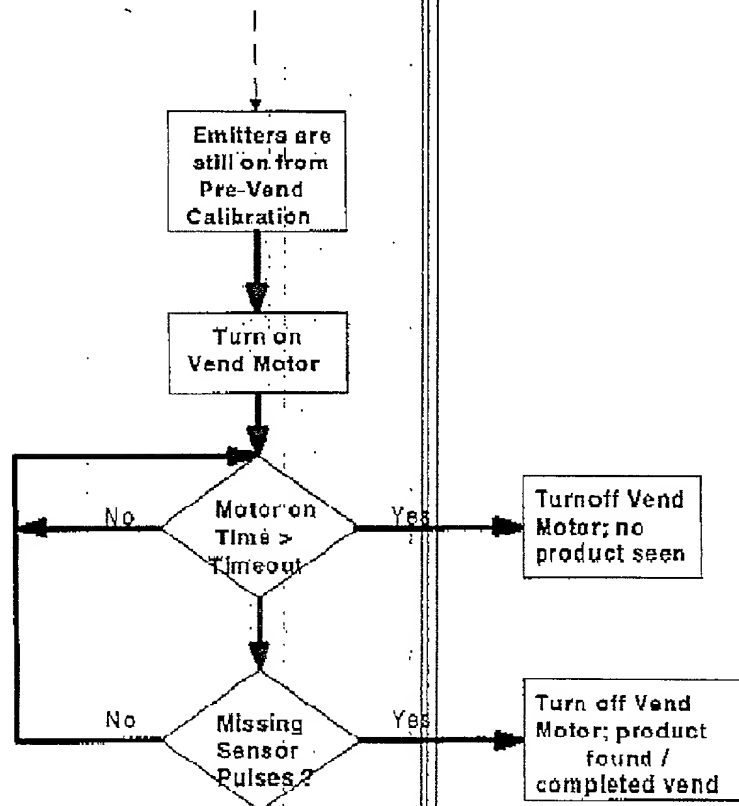 Emitters are
still on from
Pre-Vend
Calibration
Turn on
Vend Motor
No
Motor on
Time >
Timeout
Yes
Turnoff Vend
Motor; no
product seen
No
Missing
Sensor
Pulses ?
Yes
Turn off Vend
Motor; product
found /
completed vend